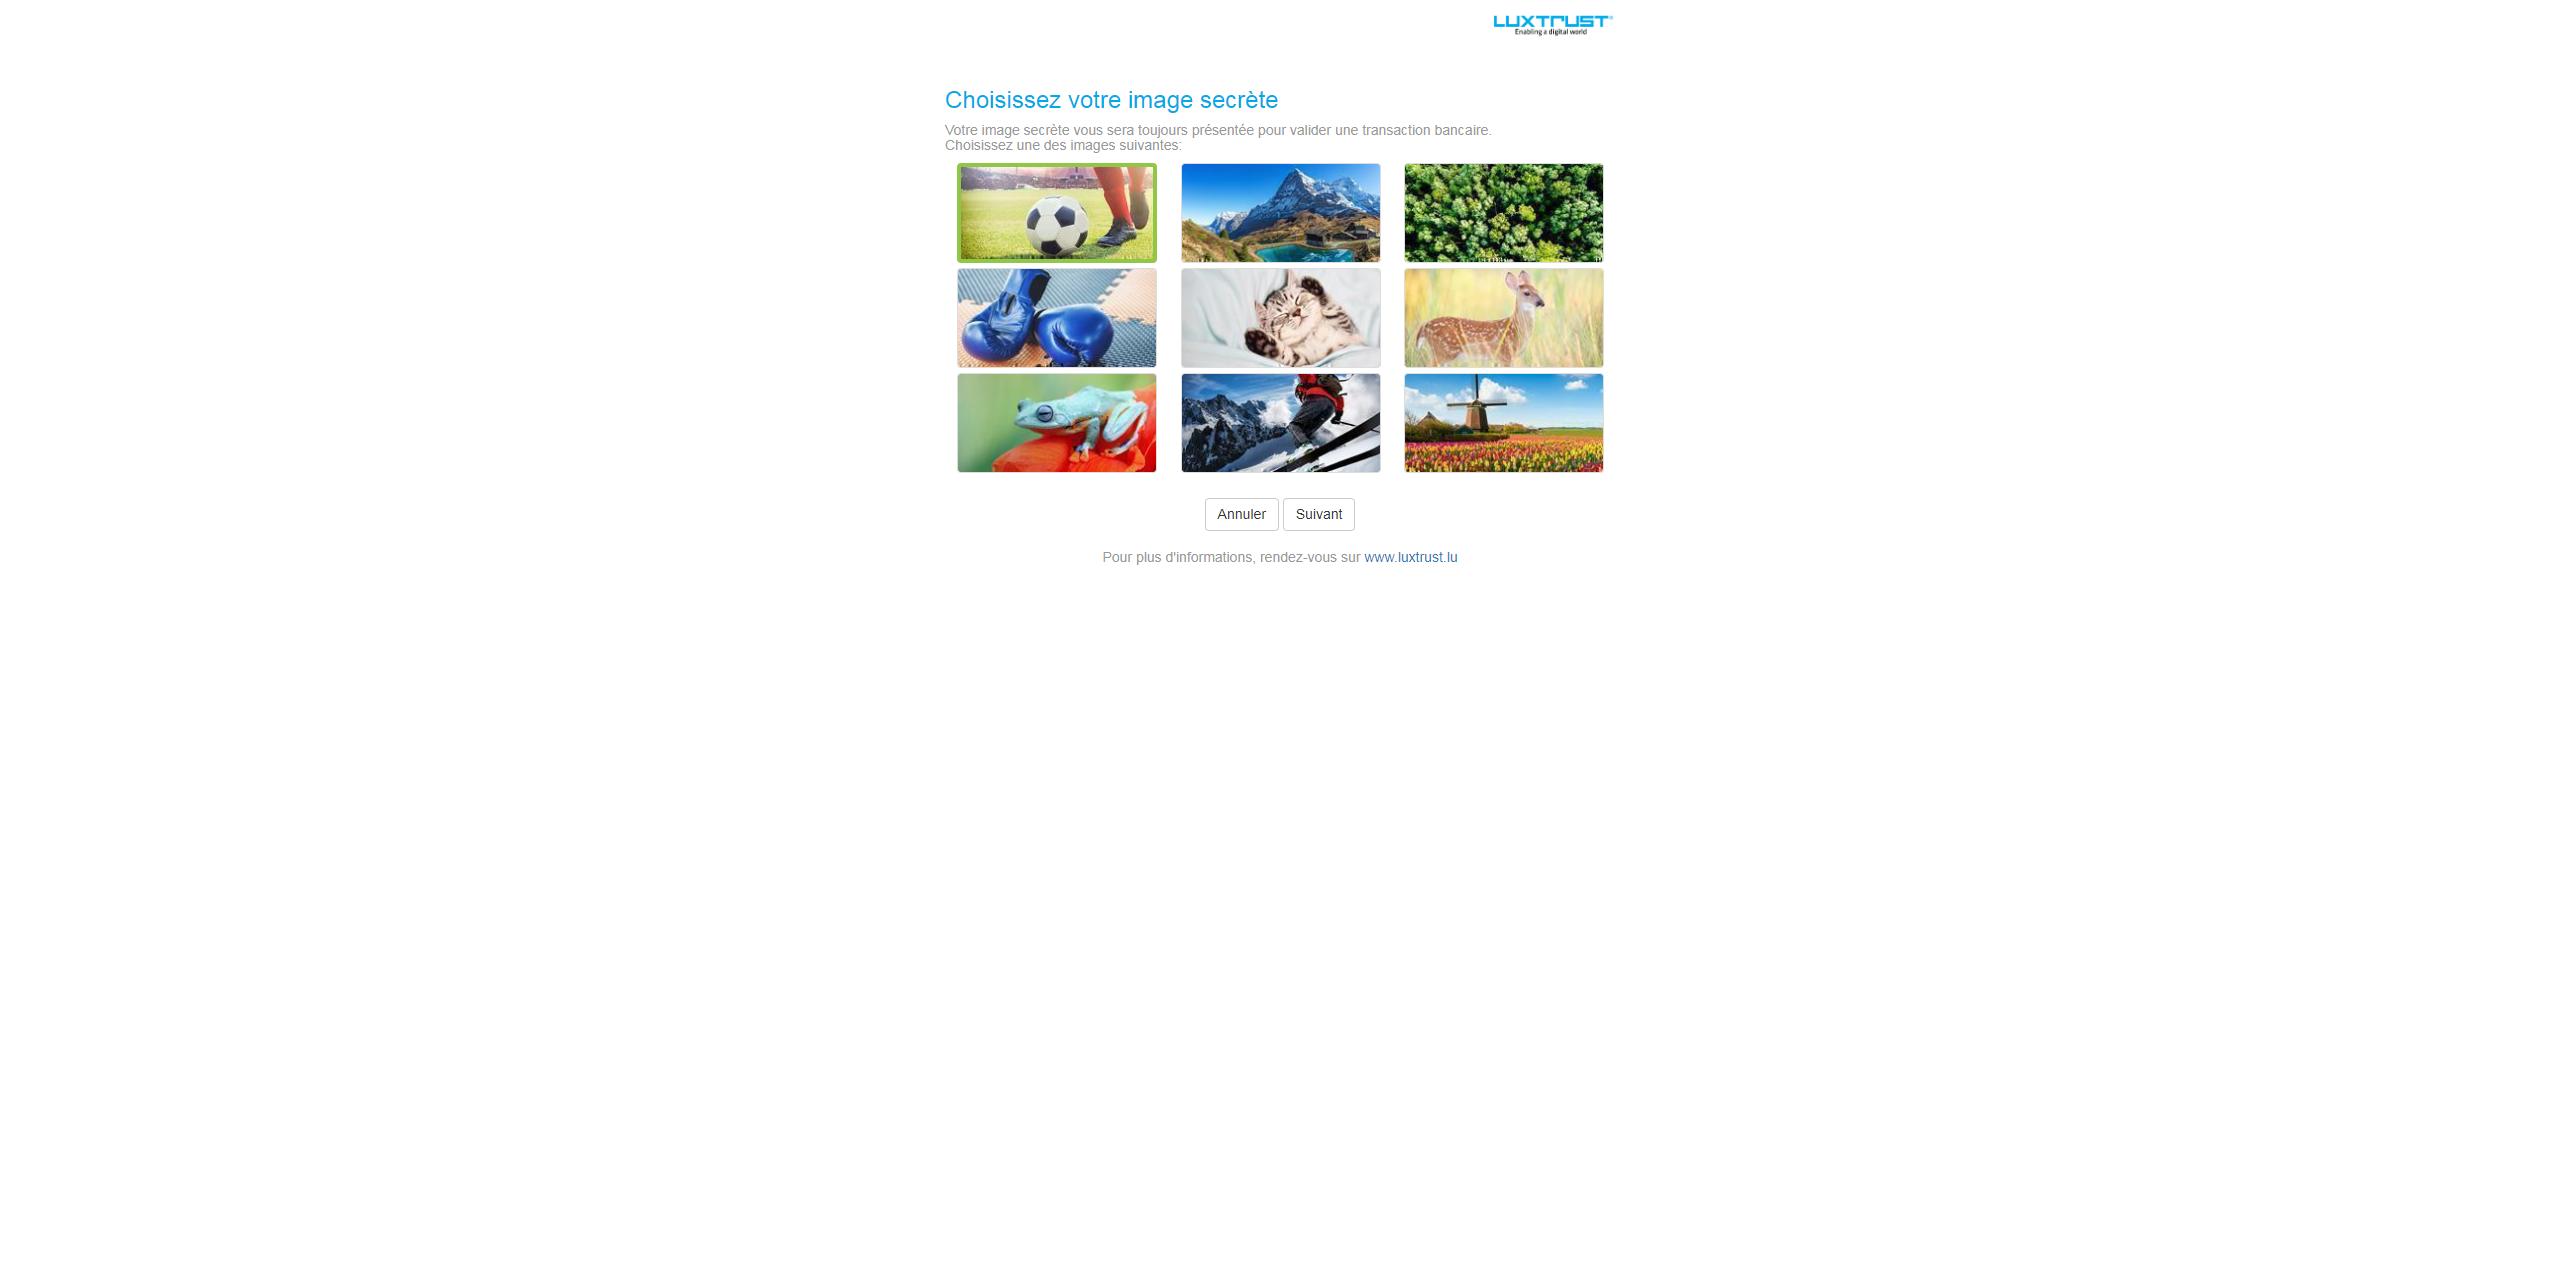 LUXTRUST
Enabling a digital world
Choisissez votre image secrète
Votre image secrète vous sera toujours présentée pour valider une transaction bancaire.
Choisissez une des images suivantes:
Annuler Suivant
Pour plus d'informations, rendez-vous sur www.luxtrust.lu